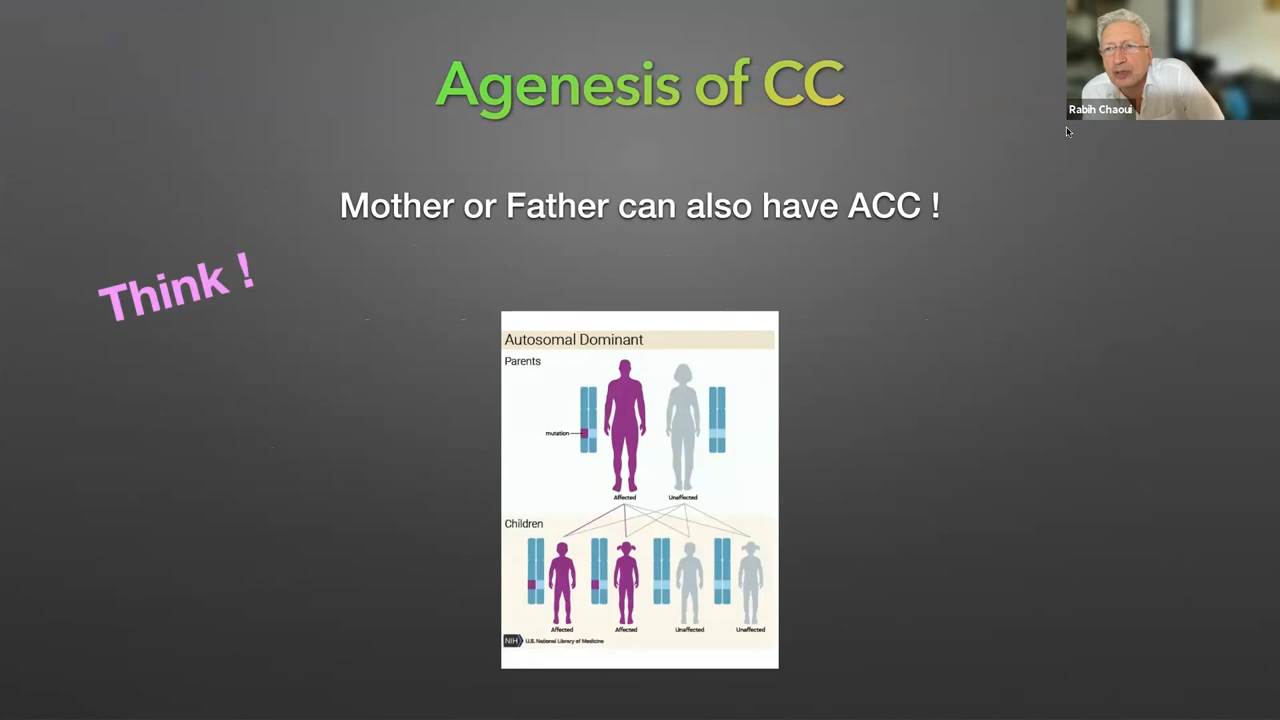 Agenesis of CC
Rabih Chaoui
Mother or Father can also have ACC !
Think !
Autosomal Dominant
Parents
mutation
Affected
Unaffected
Children
Affected
Affected
Unaffected
Unaffected
NIH
U.S. National Library of Medicine